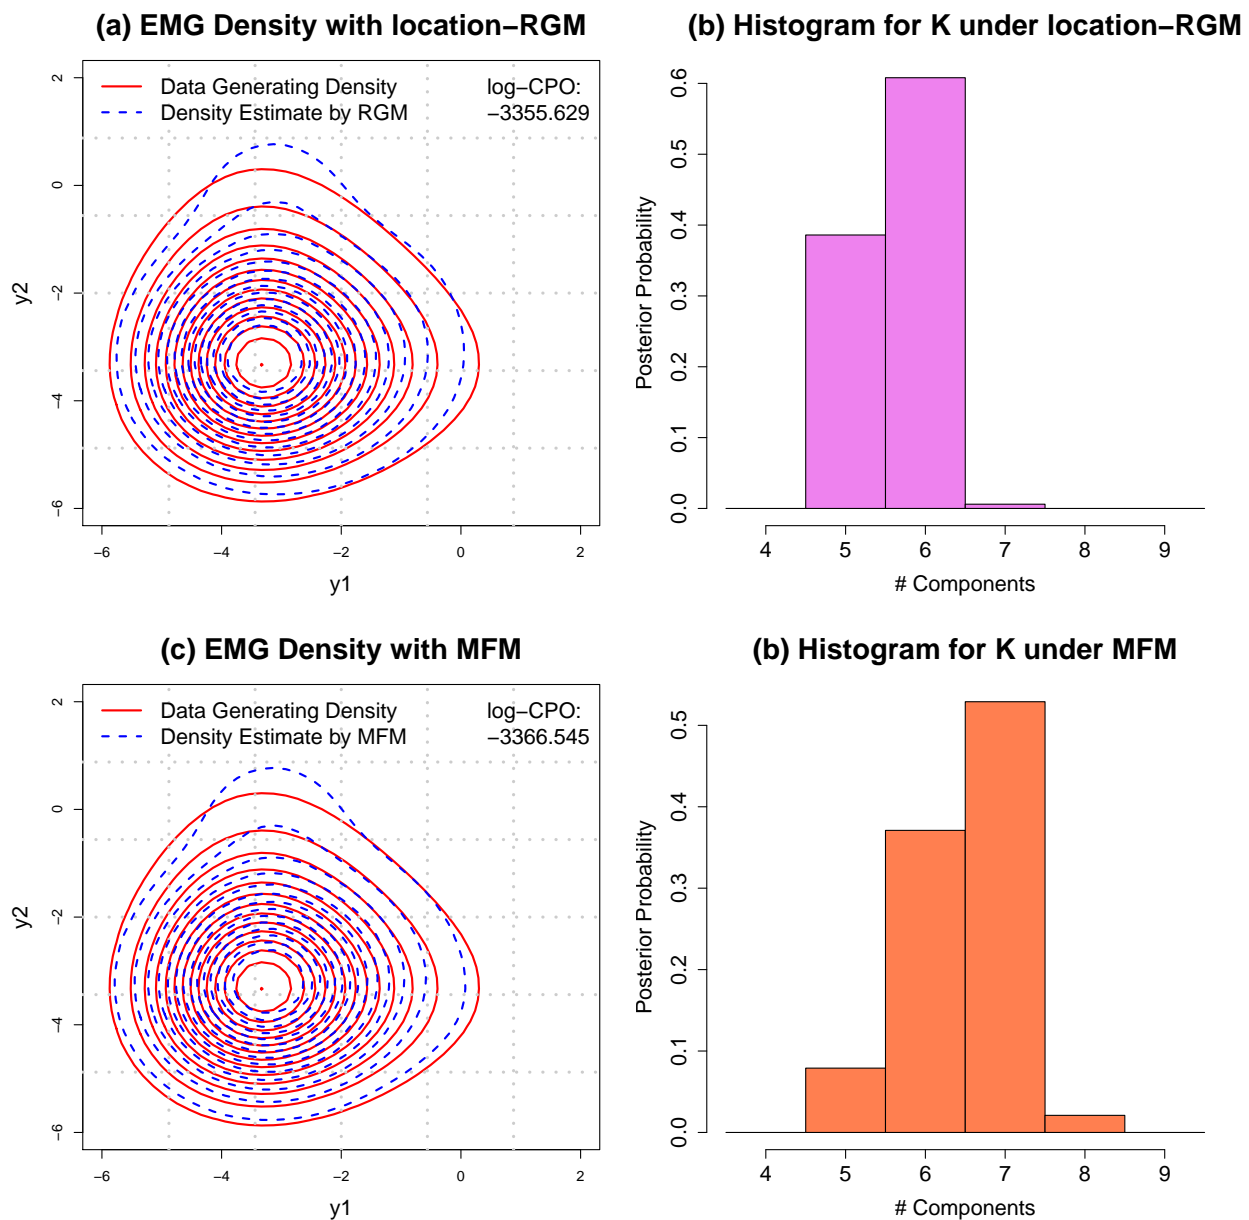 (a) EMG Density with location−RGM
Data Generating Density
Density Estimate by RGM
log−CPO:
−3355.629
y2
2
0
−2
−4
−6
−6 −4 −2 0 2
y1
(b) Histogram for K under location−RGM
Posterior Probability
0.6
0.5
0.4
0.3
0.2
0.1
0.0
4 5 6 7 8 9
# Components
(c) EMG Density with MFM
Data Generating Density
Density Estimate by MFM
log−CPO:
−3366.545
y2
2
0
−2
−4
−6
−6 −4 −2 0 2
y1
(b) Histogram for K under MFM
Posterior Probability
0.5
0.4
0.3
0.2
0.1
0.0
4 5 6 7 8 9
# Components